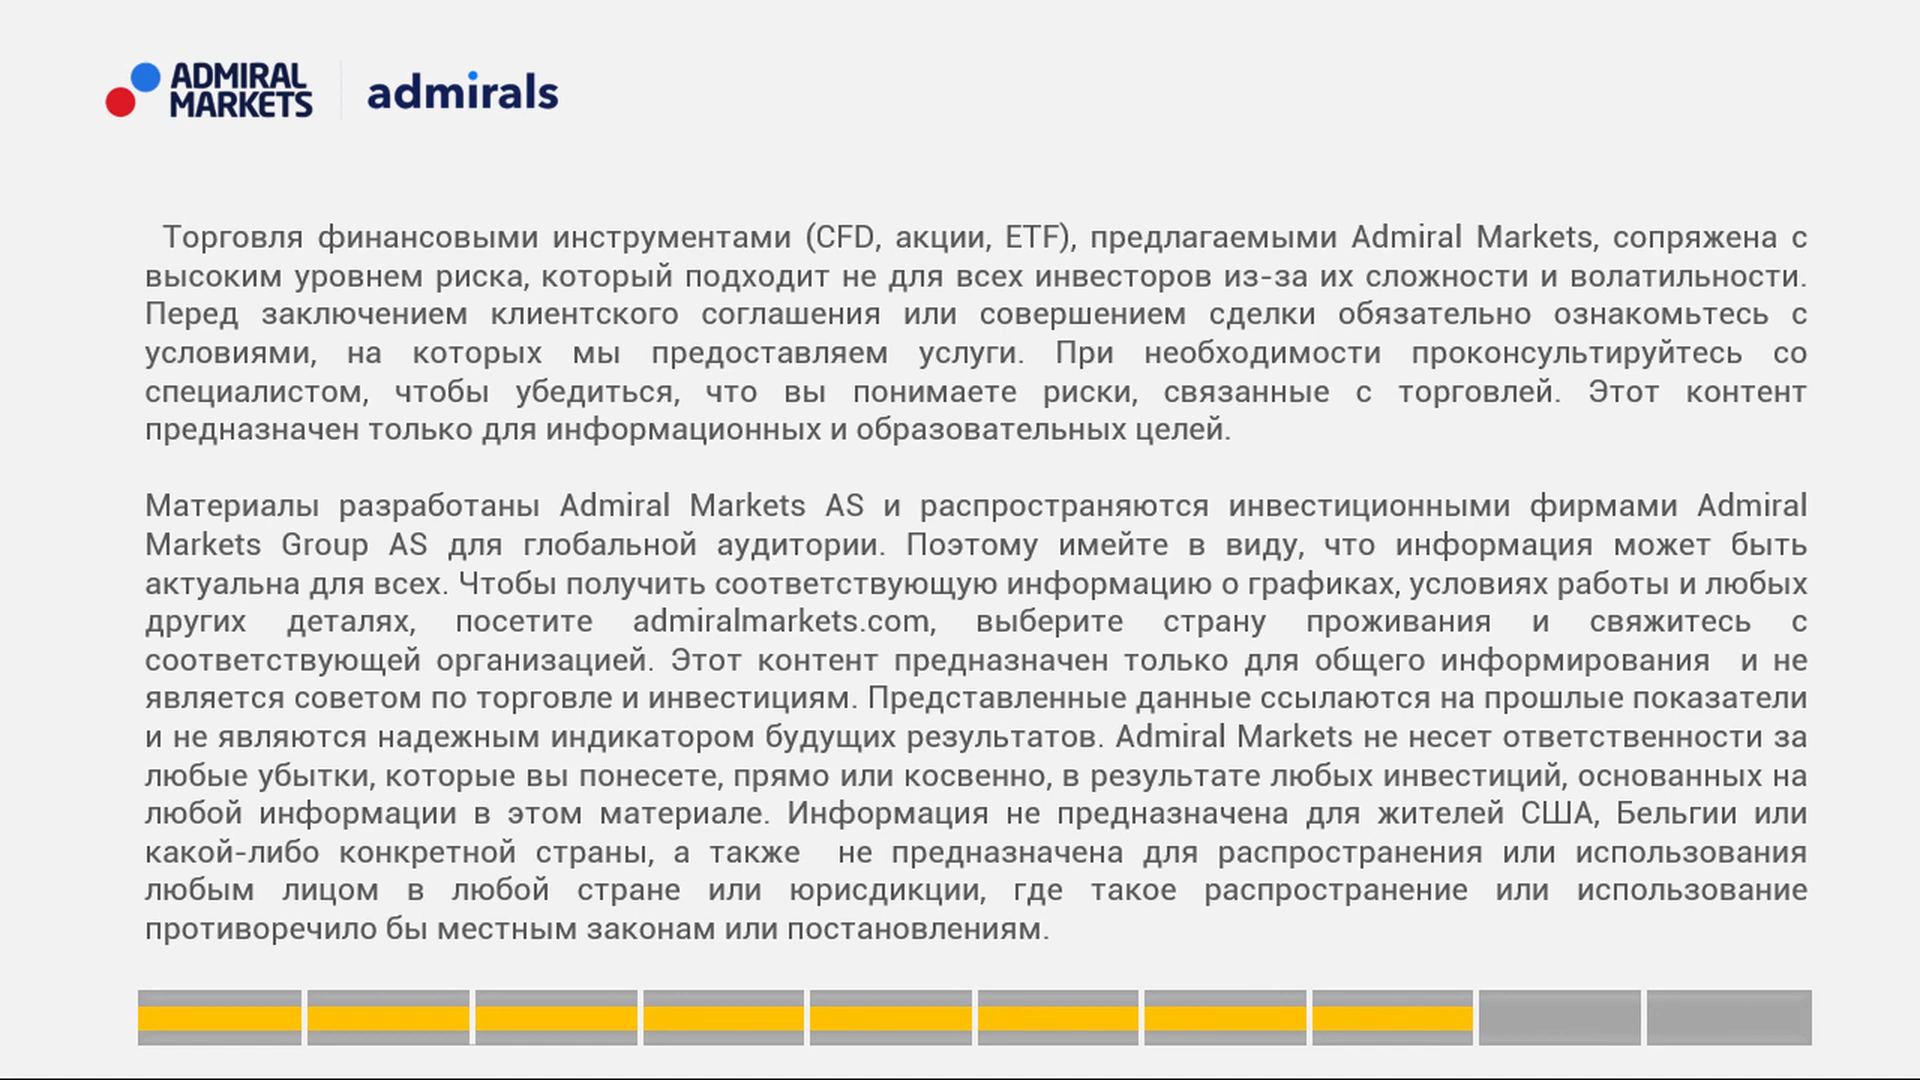 ADMIRAL
MARKETS
admirals
Торговля финансовыми инструментами (CFD, акции, ETF), предлагаемыми Admiral Markets, сопряжена с
высоким уровнем риска, который подходит не для всех инвесторов из-за их сложности и волатильности.
Перед заключением клиентского соглашения или совершением сделки обязательно ознакомьтесь с
условиями, на которых мы предоставляем услуги. При необходимости проконсультируйтесь со
специалистом, чтобы убедиться, что вы понимаете риски, связанные с торговлей. Этот контент
предназначен только для информационных и образовательных целей.
Материалы разработаны Admiral Markets AS и распространяются инвестиционными фирмами Admiral
Markets Group AS для глобальной аудитории. Поэтому имейте в виду, что информация может быть
актуальна для всех. Чтобы получить соответствующую информацию о графиках, условиях работы и любых
других деталях, посетите admiralmarkets.com, выберите страну проживания и свяжитесь с
соответствующей организацией. Этот контент предназначен только для общего информирования и не
является советом по торговле и инвестициям. Представленные данные ссылаются на прошлые показатели
и не являются надежным индикатором будущих результатов. Admiral Markets не несет ответственности за
любые убытки, которые вы понесете, прямо или косвенно, в результате любых инвестиций, основанных на
любой информации в этом материале. Информация не предназначена для жителей США, Бельгии или
какой-либо конкретной страны, а также не предназначена для распространения или использования
любым лицом в любой стране или юрисдикции, где такое распространение или использование
противоречило бы местным законам или постановлениям.